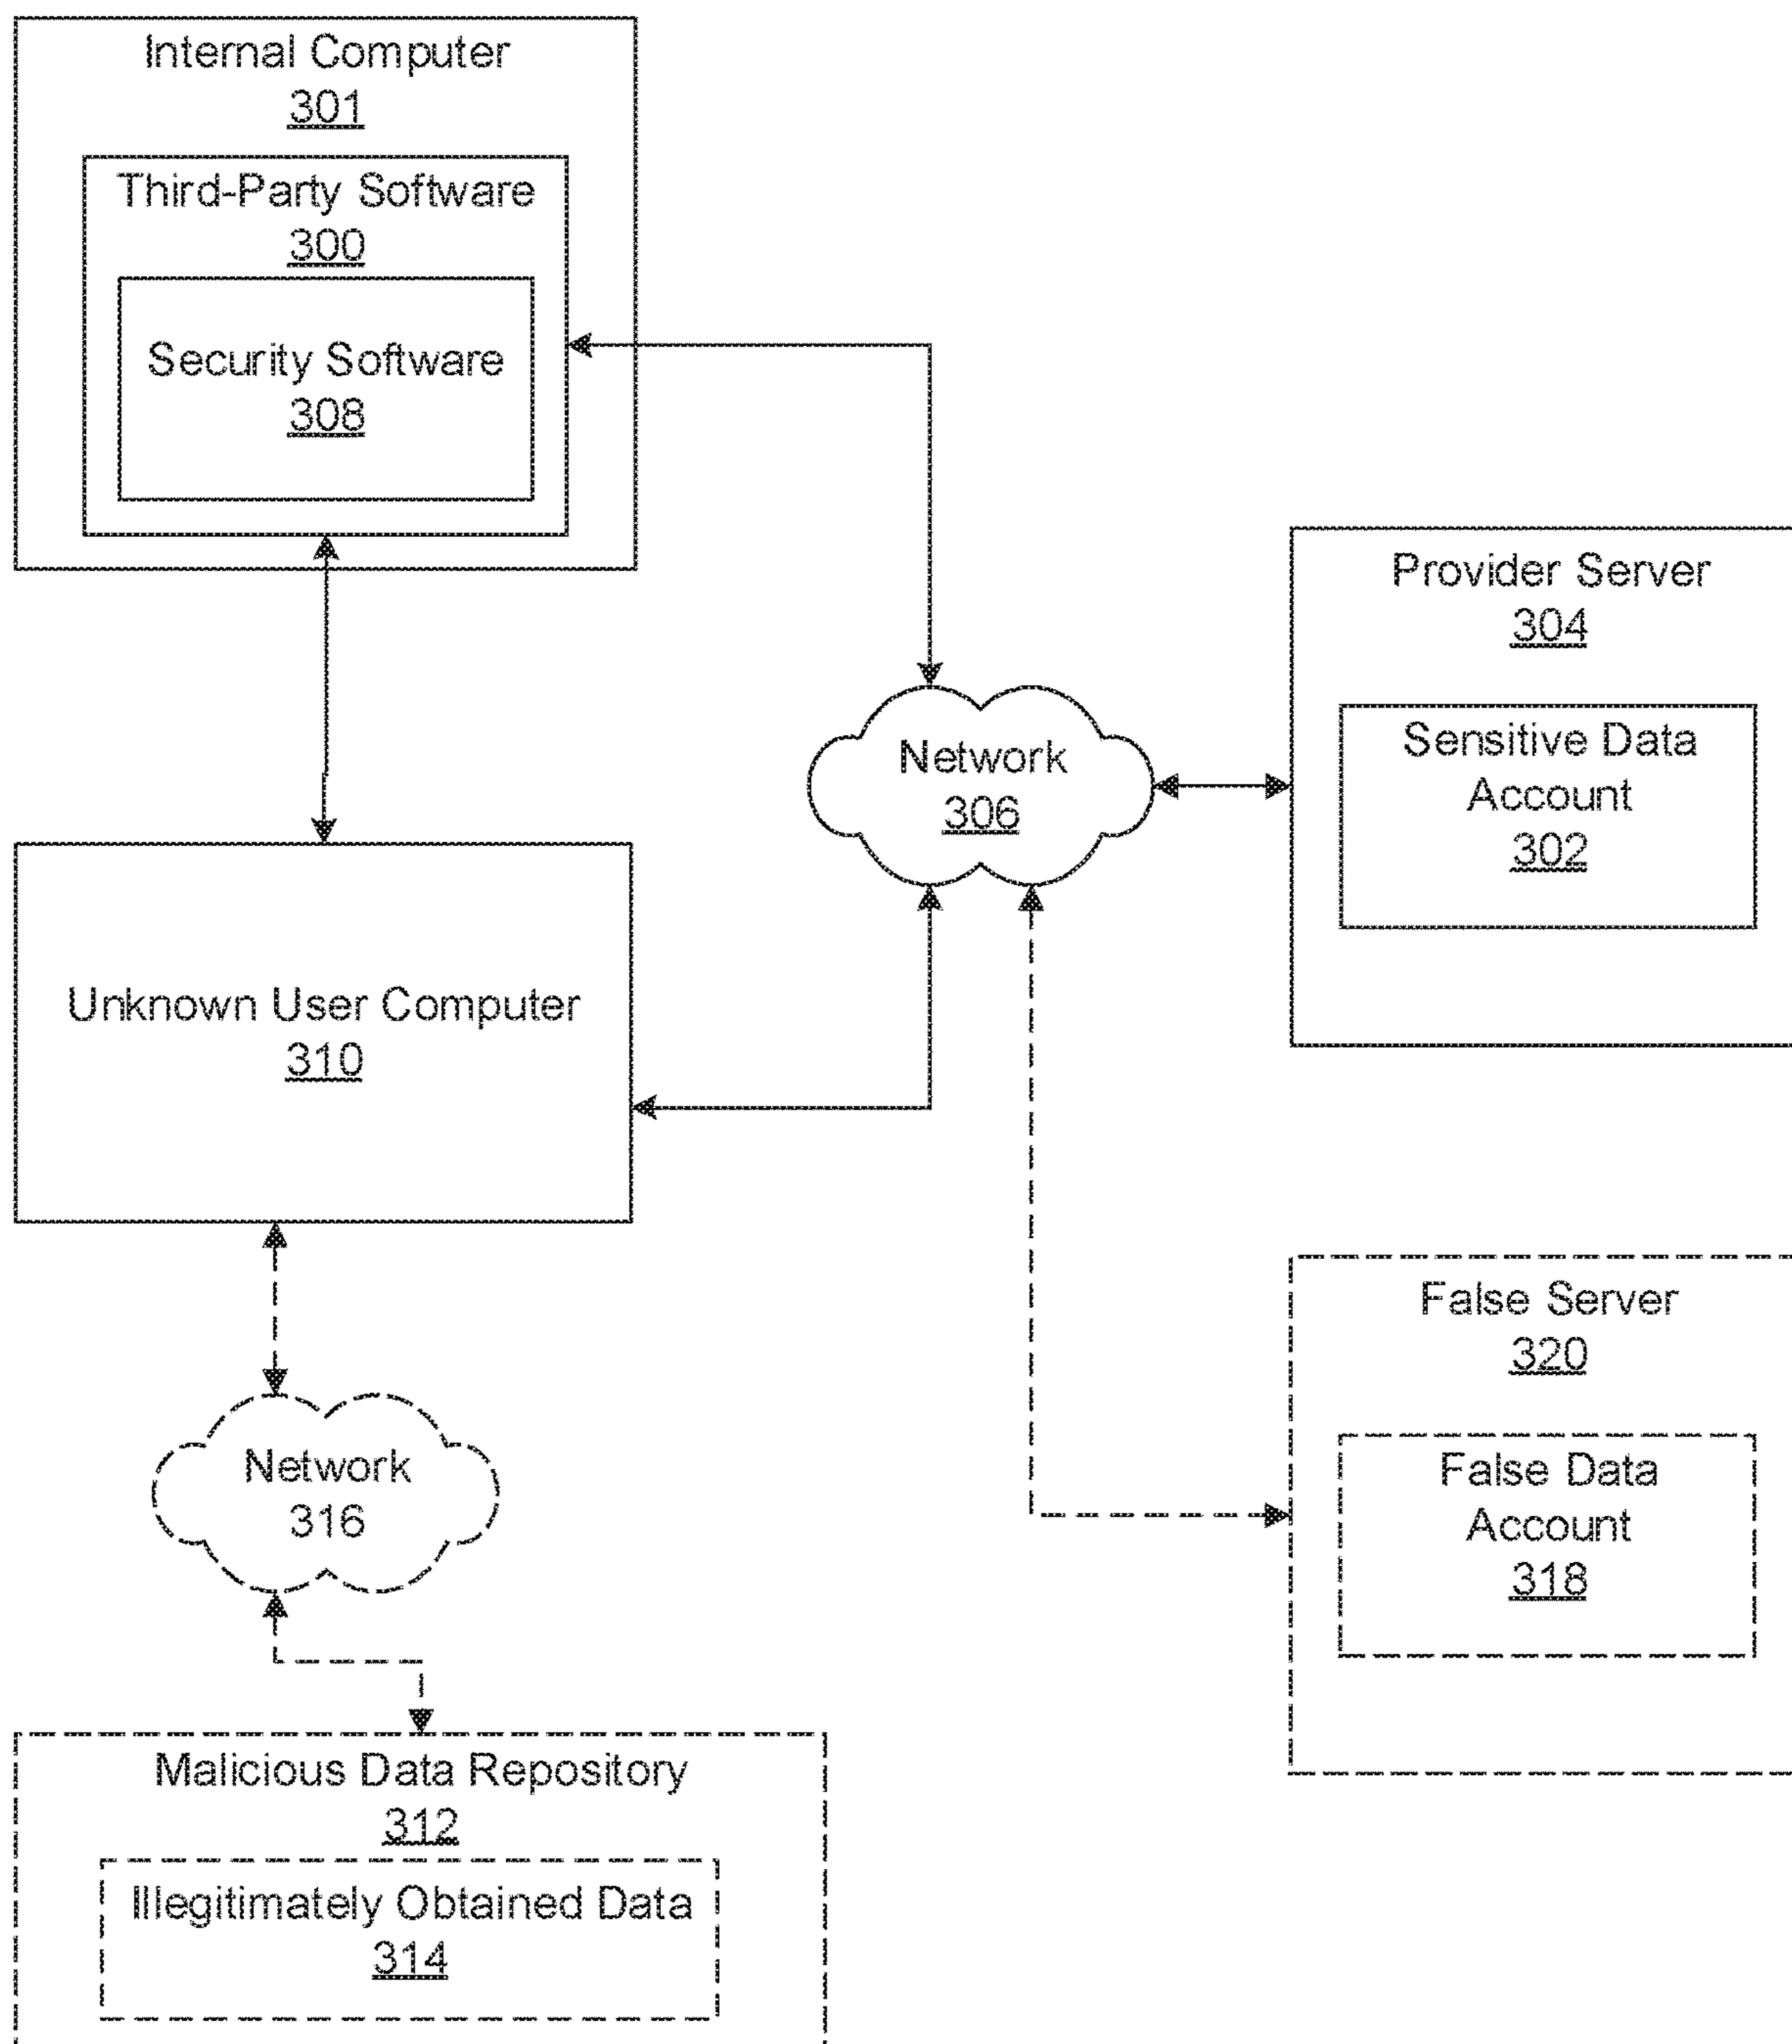 Internal Computer
301
Third-Party Software
300
Security Software
308
Provider Server
304
Sensitive Data
Account
302
Network
306
Unknown User Computer
310
False Server
320
False Data
Account
318
Network
316
Malicious Data Repository
312
Illegitimately Obtained Data
314